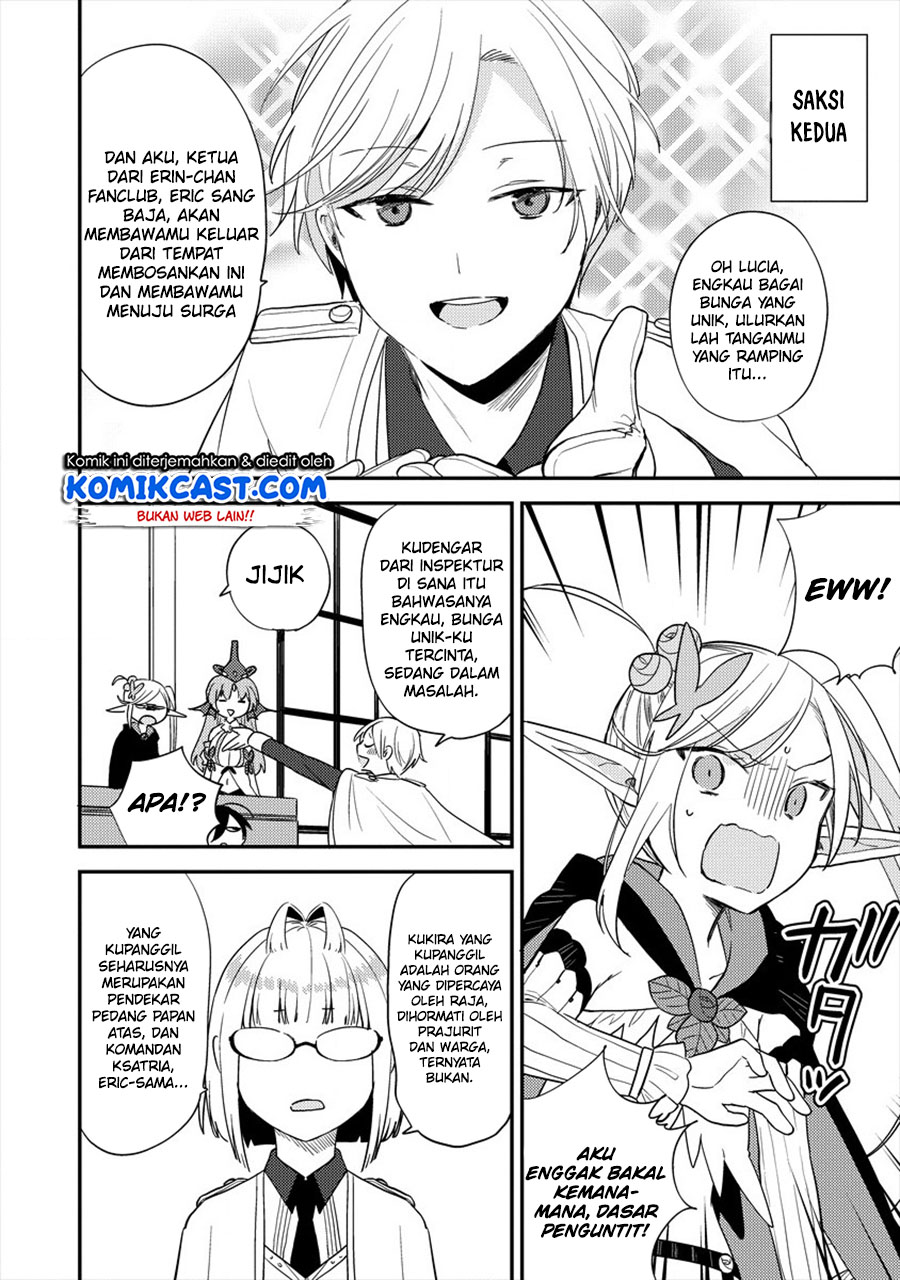 SAKSI
KEDUA
OH LUCIA,
ENGKAU BAGAI
BUNGA YANG
UNIK, ULURKAN
LAH TANGANMU
YANG RAMPING
ITU...
DAN AKU, KETUA
DARI ERIN-CHAN
FANCLUB, ERIC SANG
BAJA, AKAN
MEMBAWAMU KELUAR
DARI TEMPAT
MEMBOSANKAN INI
DAN MEMBAWAMU
MENUJU SURGA
Komik ini diterjemahkan & diedit oleh
KOMIKCAST.COM
BUKAN WEB LAIN!!
EWW!
ガタッ
AKU
ENGGAK BAKAL
KEMANA-
MANA, DASAR
PENGUNTIT!
KUDENGAR
DARI INSPEKTUR
DI SANA ITU
BAHWASANYA
ENGKAU, BUNGA
UNIK-KU
TERCINTA,
SEDANG DALAM
MASALAH.
JIJIK
APA!?
KUKIRA YANG
KUPANGGIL
ADALAH ORANG
YANG DIPERCAYA
OLEH RAJA,
DIHORMATI OLEH
PRAJURIT
DAN WARGA,
TERNYATA
BUKAN.
YANG
KUPANGGIL
SEHARUSNYA
MERUPAKAN
PENDEKAR
PEDANG PAPAN
ATAS, DAN
KOMANDAN
KSATRIA,
ERIC-SAMA...